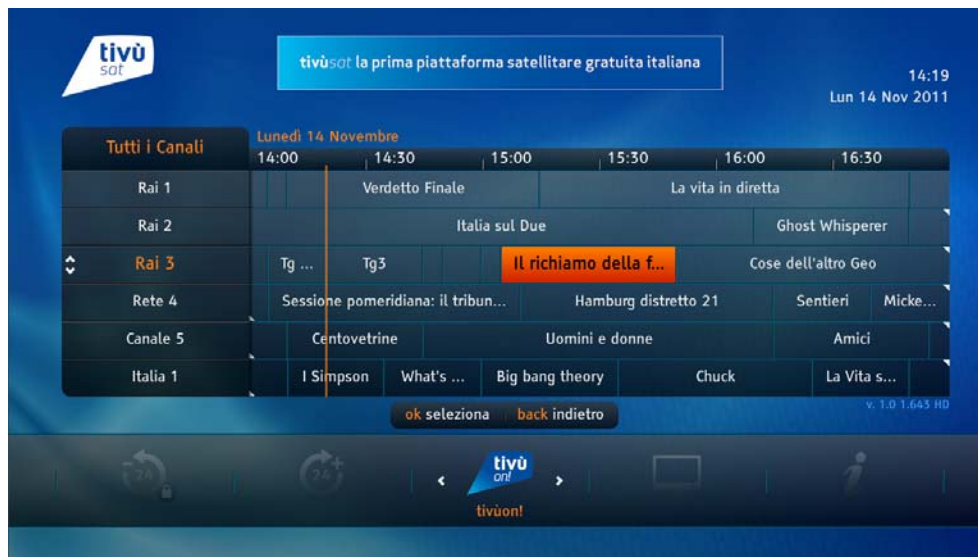 tivù
sat
tivùsat la prima piattaforma satellitare gratuita italiana
14:19
Lun 14 Nov 2011
Tutti i Canali
Lunedì 14 Novembre
14:00 14:30 15:00 15:30 16:00 16:30
Rai 1 Verdetto Finale La vita in diretta
Rai 2 Italia sul Due Ghost Whisperer
Rai 3 Tg ... Tg3 Il richiamo della f... Cose dell'altro Geo
Rete 4 Sessione pomeridiana: il tribun... Hamburg distretto 21 Sentieri Micke...
Canale 5 Centovetrine Uomini e donne Amici
Italia 1 I Simpson What's ... Big bang theory Chuck La Vita s...
v. 1.0 1.643 HD
ok seleziona back indietro
24 24+ tivù
on!
i
tivùon!